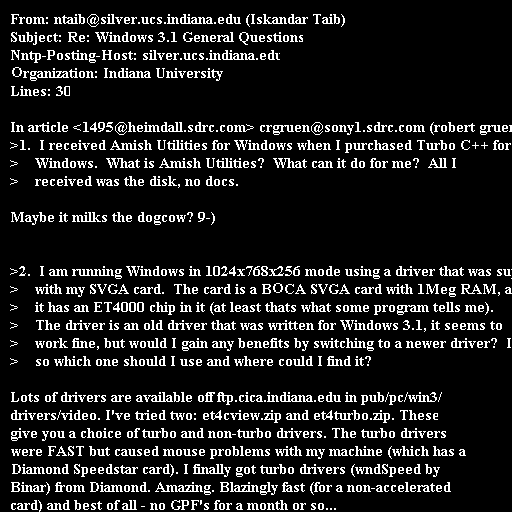 From: ntaib@silver.ucs.indiana.edu (Iskandar Taib)
Subject: Re: Windows 3.1 General Questions
Nntp-Posting-Host: silver.ucs.indiana.edu
Organization: Indiana University
Lines: 30

In article <1495@heimdall.sdrc.com> crgruen@sony1.sdrc.com (robert gruen
>1.  I received Amish Utilities for Windows when I purchased Turbo C++ for
>    Windows.  What is Amish Utilities?  What can it do for me?  All I
>    received was the disk, no docs.

Maybe it milks the dogcow? 9-)

>2.  I am running Windows in 1024x768x256 mode using a driver that was su
>    with my SVGA card.  The card is a BOCA SVGA card with 1Meg RAM, a
>    it has an ET4000 chip in it (at least thats what some program tells me).
>    The driver is an old driver that was written for Windows 3.1, it seems to
>    work fine, but would I gain any benefits by switching to a newer driver?  I
>    so which one should I use and where could I find it?

Lots of drivers are available off ftp.cica.indiana.edu in pub/pc/win3/
drivers/video. I've tried two: et4cview.zip and et4turbo.zip. These
give you a choice of turbo and non-turbo drivers. The turbo drivers
were FAST but caused mouse problems with my machine (which has a
Diamond Speedstar card). I finally got turbo drivers (wndSpeed by
Binar) from Diamond. Amazing. Blazingly fast (for a non-accelerated
card) and best of all - no GPF's for a month or so...